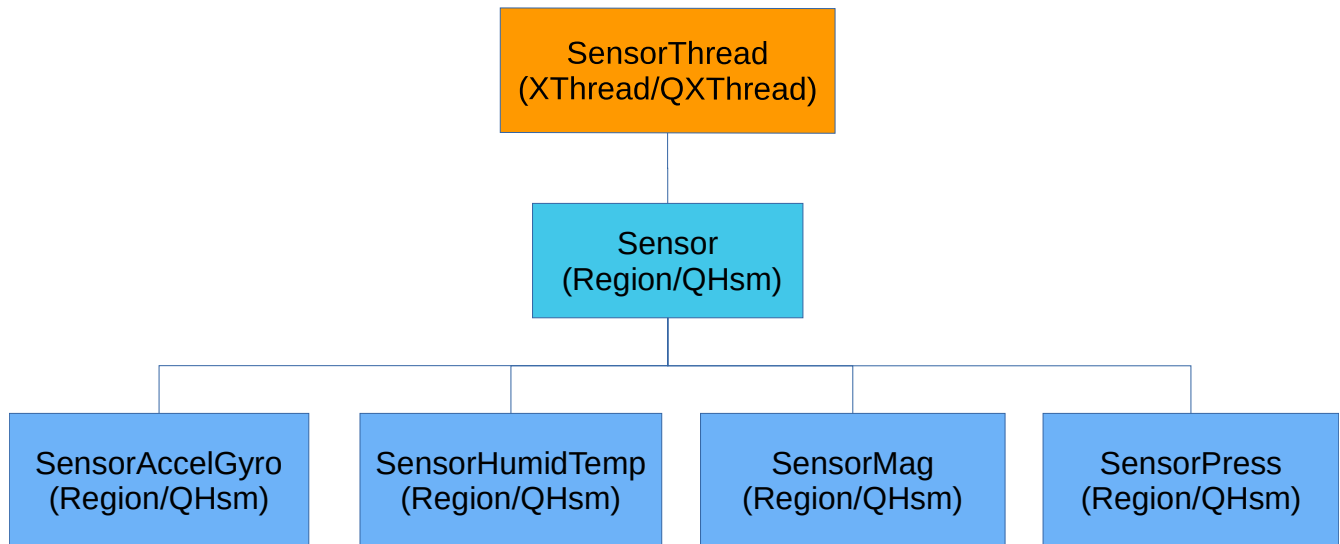 SensorThread
(XThread/QXThread)
Sensor
(Region/QHsm)
SensorAccelGyro
(Region/QHsm)
SensorHumidTemp
(Region/QHsm)
SensorMag
(Region/QHsm)
SensorPress
(Region/QHsm)